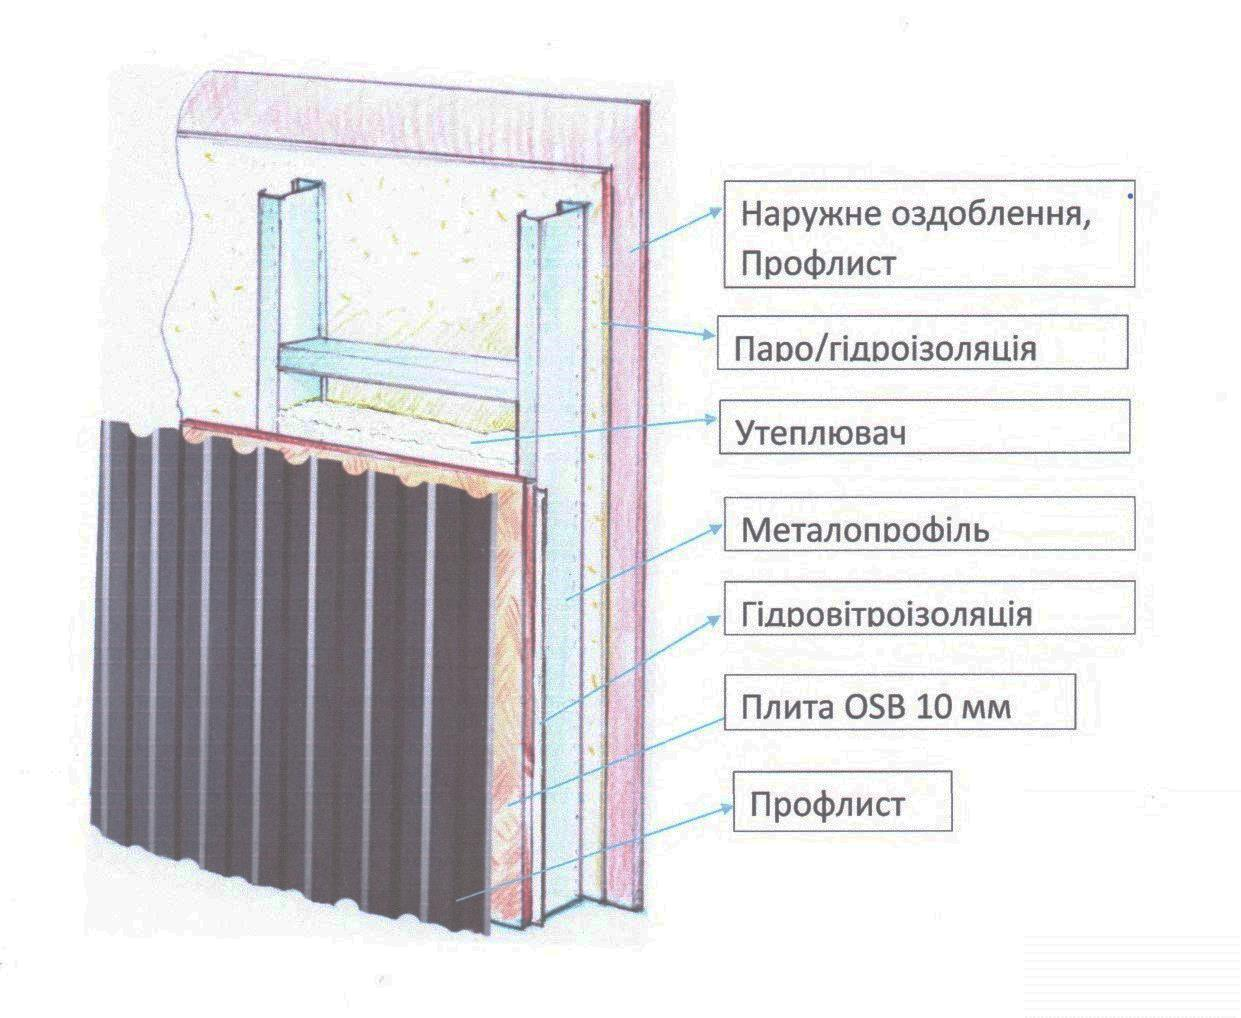 Наружне оздоблення,
Профлист
Паро/гідроізоляція
Утеплювач
Металопрофіль
Гідровітроізоляція
Плита OSB 10 мм
Профлист